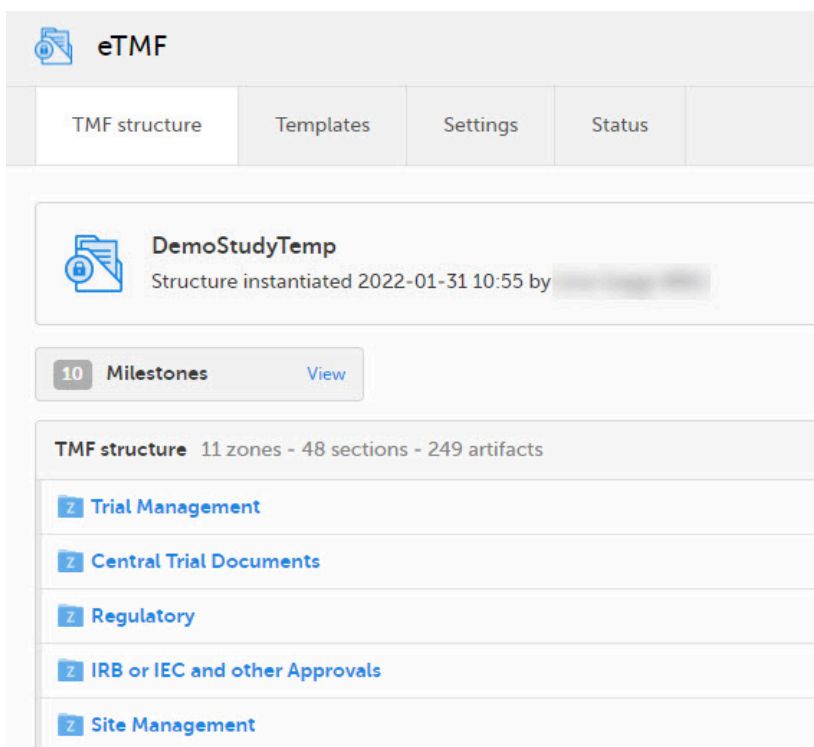 eTMF
TMF structure Templates Settings Status
DemoStudyTemp
Structure instantiated 2022-01-31 10:55 by
10 Milestones View
TMF structure 11 zones - 48 sections - 249 artifacts
Z Trial Management
Z Central Trial Documents
Z Regulatory
Z IRB or IEC and other Approvals
Z Site Management